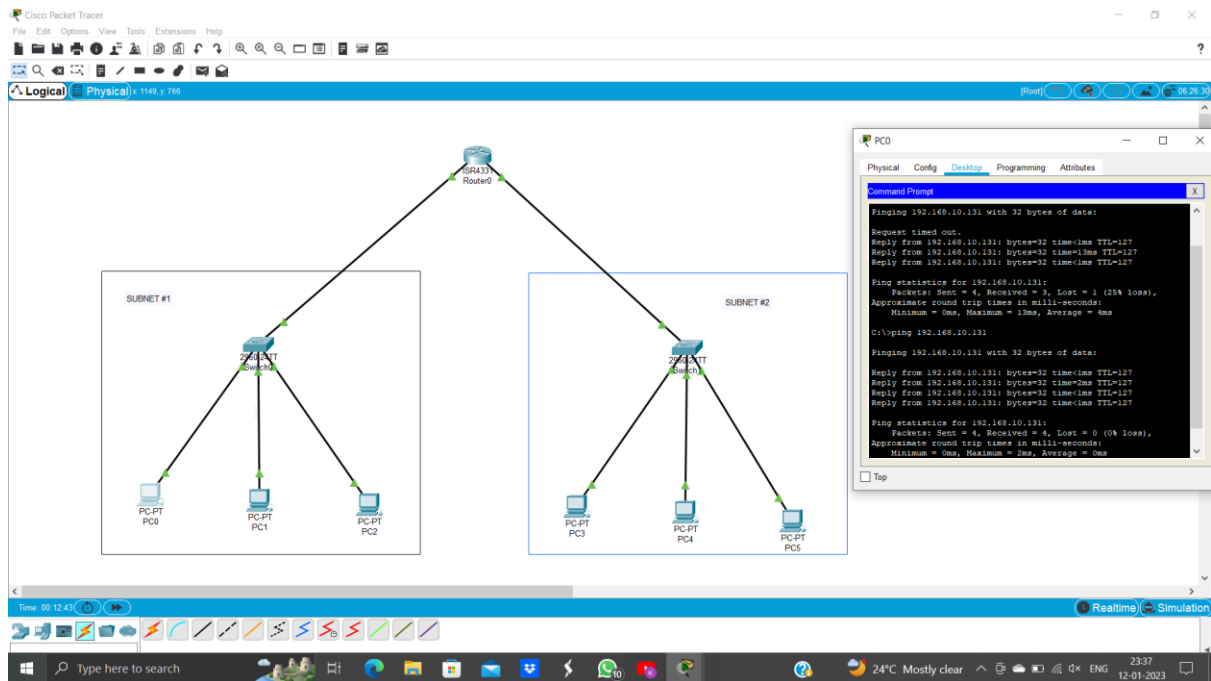 Cisco Packet Tracer
File Edit Options View Tools Extensions Help
?
Logical Physical x: 1149, y: 786 [Root] 06:26:30
ISR4331
Router0
SUBNET #1
SUBNET #2
2960-24TT
Switch0
2960-24TT
Switch1
PC-PT
PC0
PC-PT
PC1
PC-PT
PC2
PC-PT
PC3
PC-PT
PC4
PC-PT
PC5
PC0
Physical Config Desktop Programming Attributes
Command Prompt X
Pinging 192.168.10.131 with 32 bytes of data:
Request timed out.
Reply from 192.168.10.131: bytes=32 time<1ms TTL=127
Reply from 192.168.10.131: bytes=32 time=13ms TTL=127
Reply from 192.168.10.131: bytes=32 time<1ms TTL=127
Ping statistics for 192.168.10.131:
Packets: Sent = 4, Received = 3, Lost = 1 (25% loss),
Approximate round trip times in milli-seconds:
Minimum = 0ms, Maximum = 13ms, Average = 4ms
C:\>ping 192.168.10.131
Pinging 192.168.10.131 with 32 bytes of data:
Reply from 192.168.10.131: bytes=32 time<1ms TTL=127
Reply from 192.168.10.131: bytes=32 time=2ms TTL=127
Reply from 192.168.10.131: bytes=32 time<1ms TTL=127
Reply from 192.168.10.131: bytes=32 time<1ms TTL=127
Ping statistics for 192.168.10.131:
Packets: Sent = 4, Received = 4, Lost = 0 (0% loss),
Approximate round trip times in milli-seconds:
Minimum = 0ms, Maximum = 2ms, Average = 0ms
Top
Time: 00:12:43 Realtime Simulation
Type here to search
10
24°C Mostly clear ENG
23:37
12-01-2023